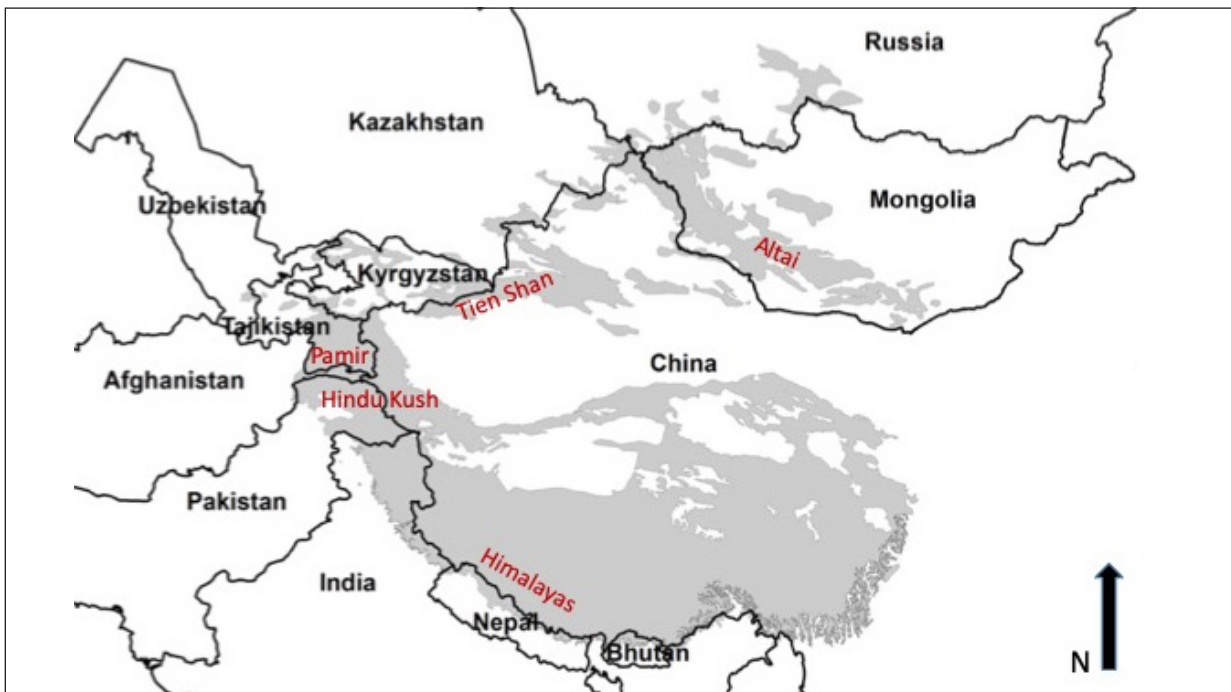 Russia
Kazakhstan
Mongolia
Uzbekistan
Altai
Kyrgyzstan
Tien Shan
Tajikistan
Pamir
China
Afghanistan
Hindu Kush
Pakistan
Himalayas
India
Nepal
Bhutan
N